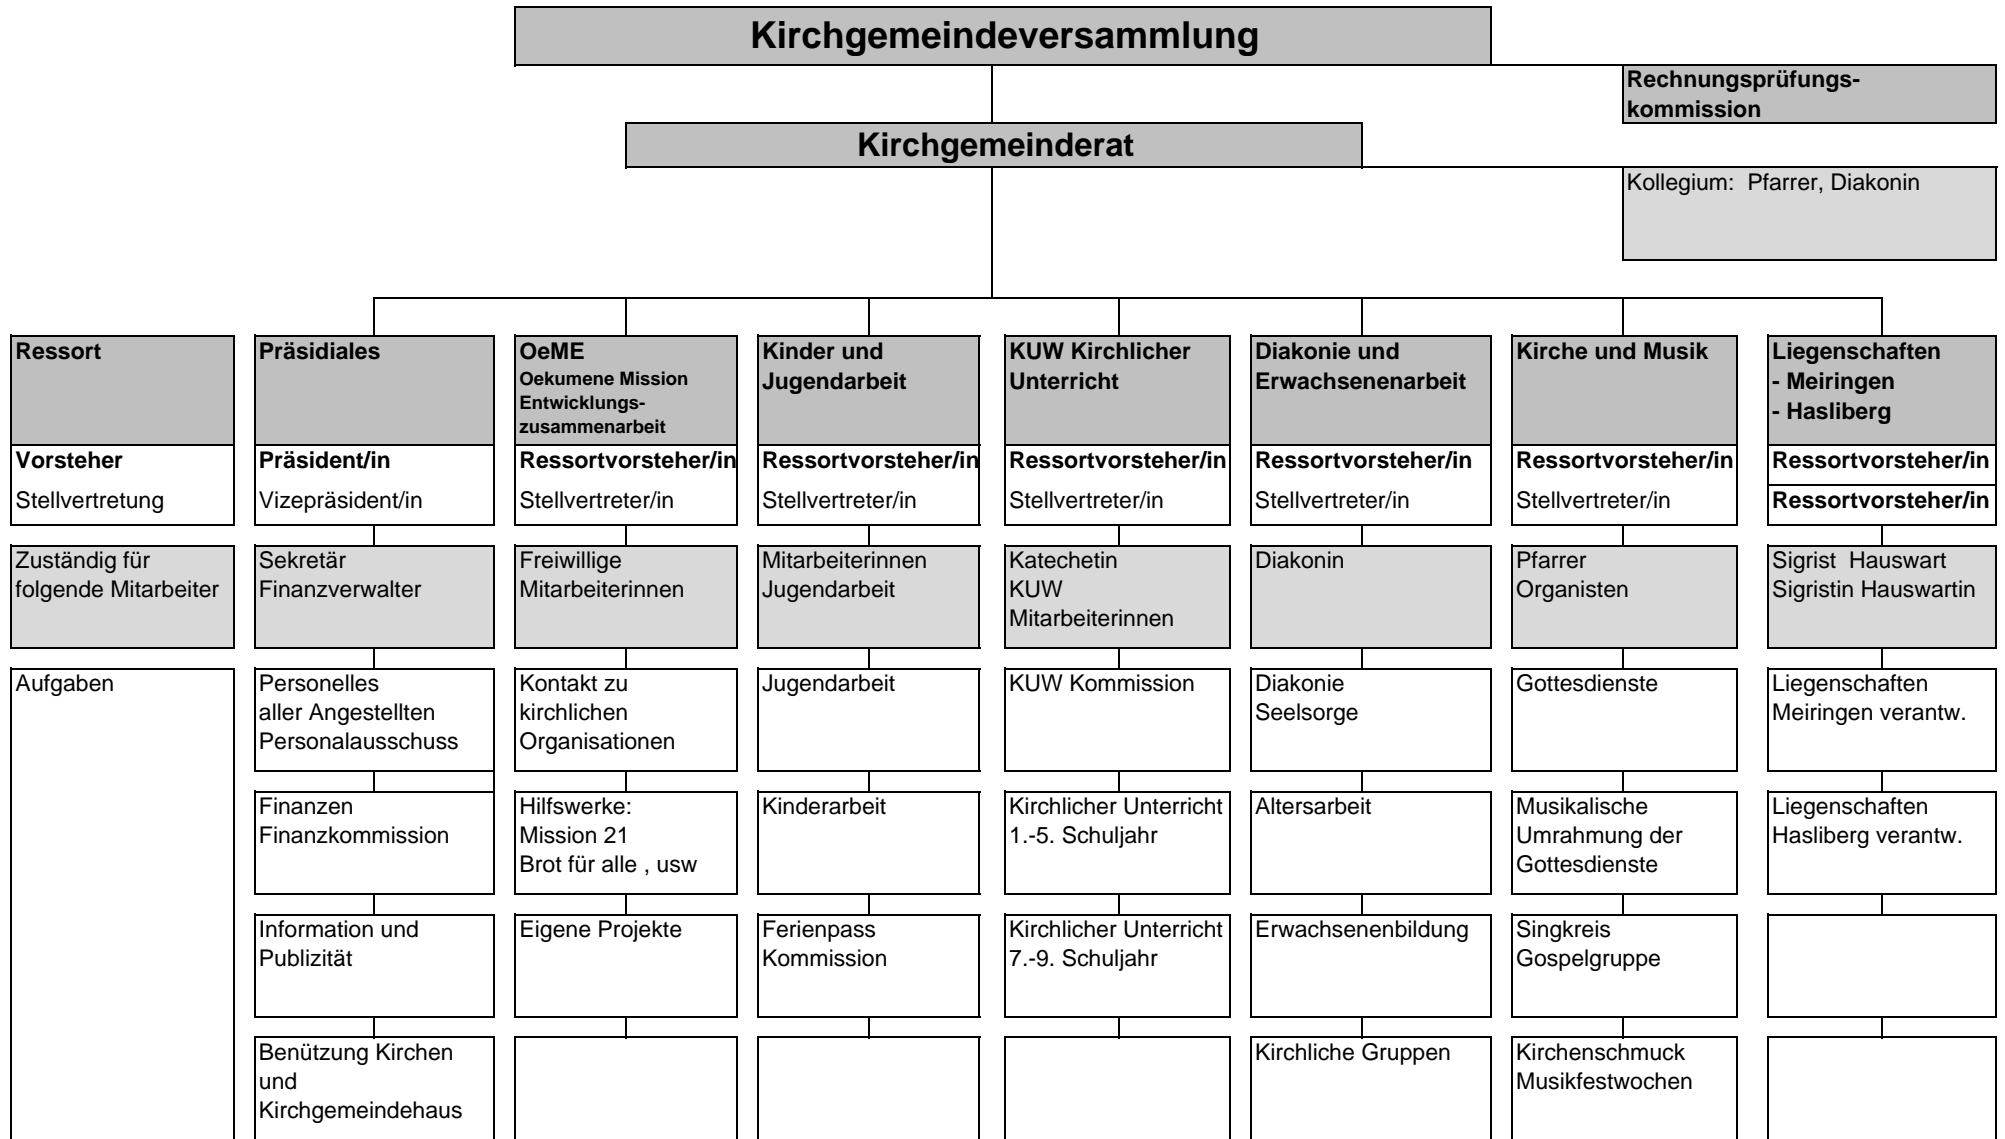 Kirchgemeindeversammlung
Rechnungsprüfungs-
kommission
Kirchgemeinderat
Kollegium:  Pfarrer, Diakonin
Ressort
Präsidiales
OeME
Oekumene Mission
Entwicklungs-
zusammenarbeit
Kinder und
Jugendarbeit
KUW Kirchlicher
Unterricht
Diakonie und
Erwachsenenarbeit
Kirche und Musik
Liegenschaften
- Meiringen
- Hasliberg
Vorsteher
Stellvertretung
Präsident/in
Vizepräsident/in
Ressortvorsteher/in
Stellvertreter/in
Ressortvorsteher/in
Stellvertreter/in
Ressortvorsteher/in
Stellvertreter/in
Ressortvorsteher/in
Stellvertreter/in
Ressortvorsteher/in
Stellvertreter/in
Ressortvorsteher/in
Ressortvorsteher/in
Zuständig für
folgende Mitarbeiter
Sekretär
Finanzverwalter
Freiwillige
Mitarbeiterinnen
Mitarbeiterinnen
Jugendarbeit
Katechetin
KUW
Mitarbeiterinnen
Diakonin
Pfarrer
Organisten
Sigrist  Hauswart
Sigristin Hauswartin
Aufgaben
Personelles
aller Angestellten
Personalausschuss
Kontakt zu
kirchlichen
Organisationen
Jugendarbeit
KUW Kommission
Diakonie
Seelsorge
Gottesdienste
Liegenschaften
Meiringen verantw.
Finanzen
Finanzkommission
Hilfswerke:
Mission 21
Brot für alle , usw
Kinderarbeit
Kirchlicher Unterricht
1.-5. Schuljahr
Altersarbeit
Musikalische
Umrahmung der
Gottesdienste
Liegenschaften
Hasliberg verantw.
Information und
Publizität
Eigene Projekte
Ferienpass
Kommission
Kirchlicher Unterricht
7.-9. Schuljahr
Erwachsenenbildung
Singkreis
Gospelgruppe
Benützung Kirchen
und
Kirchgemeindehaus
Kirchliche Gruppen
Kirchenschmuck
Musikfestwochen